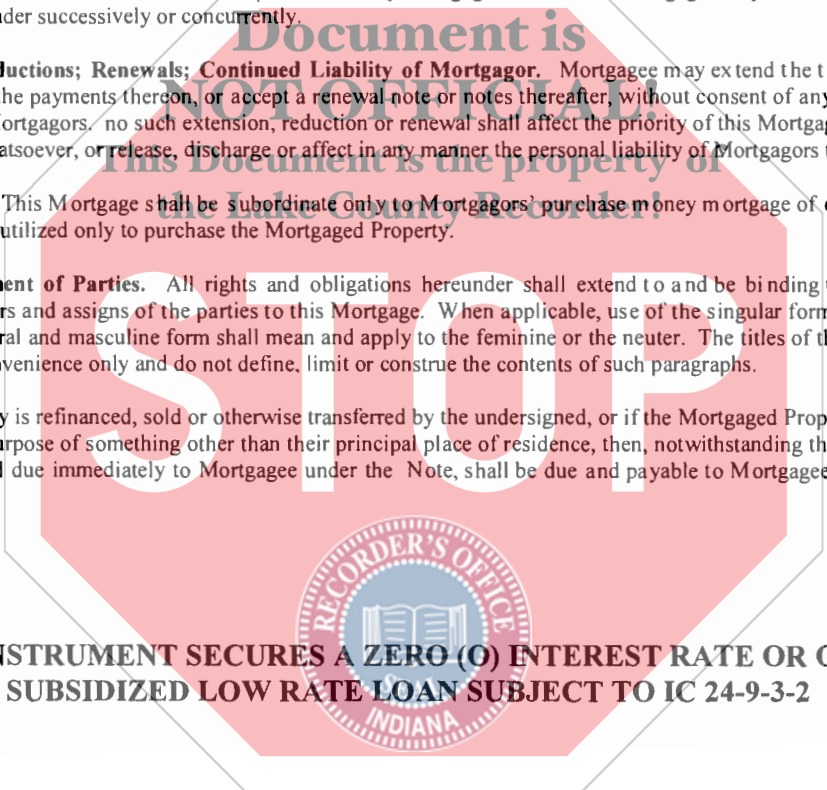 der successively or concurrently.
Document is
ductions; Renewals; Continued Liability of Mortgagor. Mortgagee may extend the t
he payments thereon, or accept a renewal note or notes thereafter, without consent of any
NOT OFFICIAL!
ortgagors. no such extension, reduction or renewal shall affect the priority of this Mortgag
atsoever, or release, discharge or affect in any manner the personal liability of Mortgagors t
This Document is the property of
This Mortgage shall be subordinate only to Mortgagors' purchase money mortgage of
the Lake County Recorder!
utilized only to purchase the Mortgaged Property.
ent of Parties. All rights and obligations hereunder shall extend to and be binding
rs and assigns of the parties to this Mortgage. When applicable, use of the singular form
ral and masculine form shall mean and apply to the feminine or the neuter. The titles of th
venience only and do not define, limit or construe the contents of such paragraphs.
STOP
y is refinanced, sold or otherwise transferred by the undersigned, or if the Mortgaged Prop
urpose of something other than their principal place of residence, then, notwithstanding th
d due immediately to Mortgagee under the Note, shall be due and payable to Mortgagee
RECORDER'S OFFICE
NSTRUMENT SECURES A ZERO (O) INTEREST RATE OR
SUBSIDIZED LOW RATE LOAN SUBJECT TO IC 24-9-3-2
SEAL
INDIANA